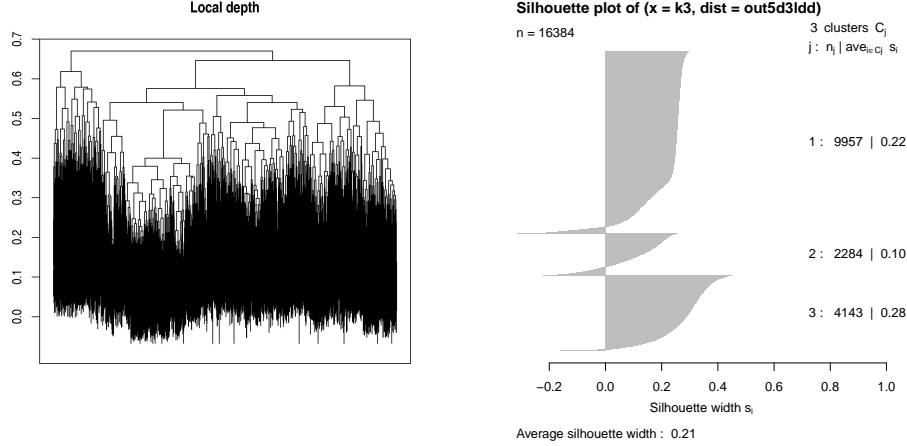 Local depth
0.7
0.6
0.5
0.4
0.3
0.2
0.1
0.0
Silhouette plot of (x = k3, dist = out5d3ldd)
n = 16384
3 clusters Cj
j : nj | avei∈Cj si
1 : 9957 | 0.22
2 : 2284 | 0.10
3 : 4143 | 0.28
−0.2 0.0 0.2 0.4 0.6 0.8 1.0
Silhouette width si
Average silhouette width : 0.21